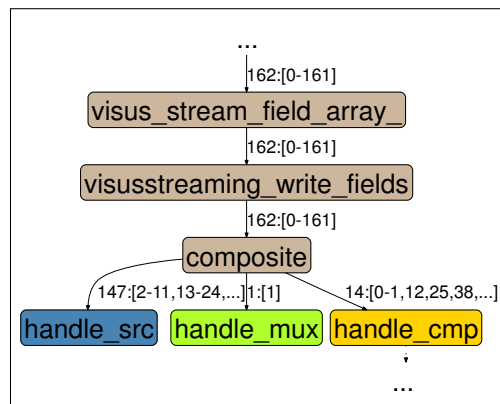 ...
162:[0-161]
visus_stream_field_array_
162:[0-161]
visusstreaming_write_fields
162:[0-161]
composite
147:[2-11,13-24,...] 1:[1] 14:[0-1,12,25,38,...]
handle_src handle_mux handle_cmp
...